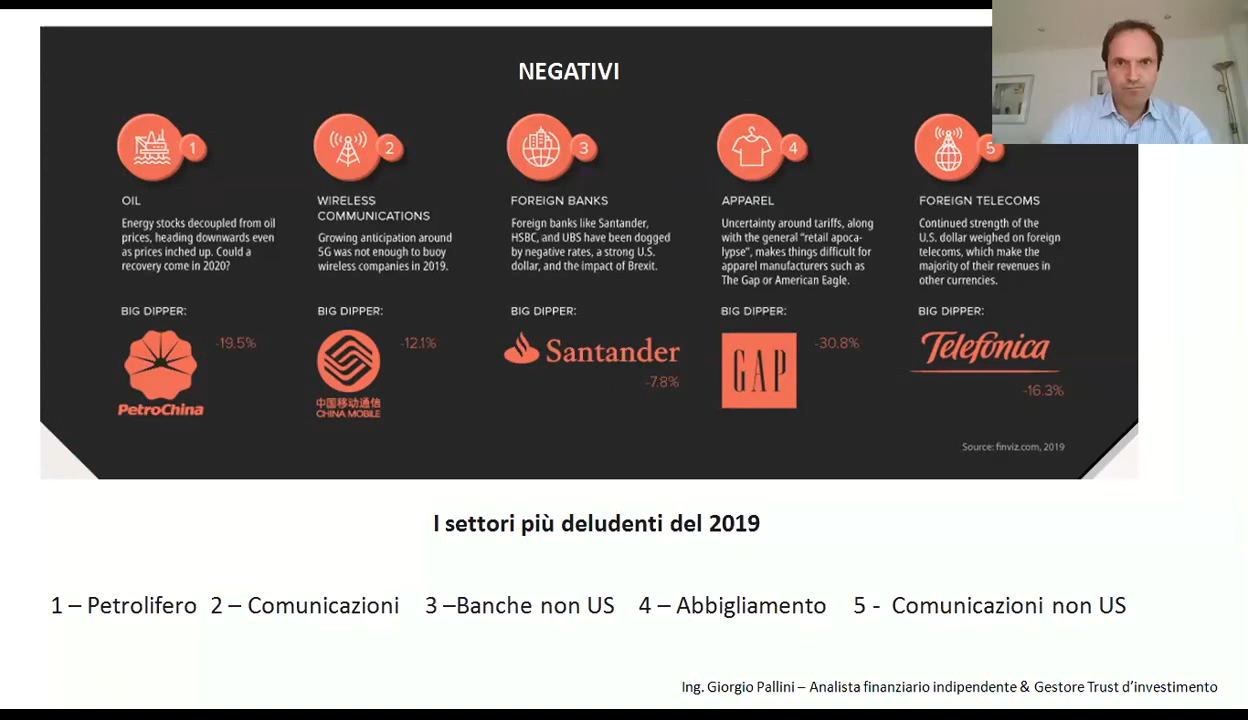 NEGATIVI
1
2
3
4
5
OIL
Energy stocks decoupled from oil
prices, heading downwards even
as prices inched up. Could a
recovery come in 2020?
BIG DIPPER:
-19.5%
PetroChina
WIRELESS
COMMUNICATIONS
Growing anticipation around
5G was not enough to buoy
wireless companies in 2019.
BIG DIPPER:
-12.1%
中国移动通信
CHINA MOBILE
FOREIGN BANKS
Foreign banks like Santander,
HSBC, and UBS have been dogged
by negative rates, a strong U.S.
dollar, and the impact of Brexit.
BIG DIPPER:
Santander
-7.8%
APPAREL
Uncertainty around tariffs, along
with the general “retail apoca-
lypse”, makes things difficult for
apparel manufacturers such as
The Gap or American Eagle.
BIG DIPPER:
GAP
-30.8%
FOREIGN TELECOMS
Continued strength of the
U.S. dollar weighed on foreign
telecoms, which make the
majority of their revenues in
other currencies.
BIG DIPPER:
Telefónica
-16.3%
Source: finviz.com, 2019
I settori più deludenti del 2019
1 – Petrolifero 2 – Comunicazioni 3 –Banche non US 4 – Abbigliamento 5 - Comunicazioni non US
Ing. Giorgio Pallini – Analista finanziario indipendente & Gestore Trust d’investimento